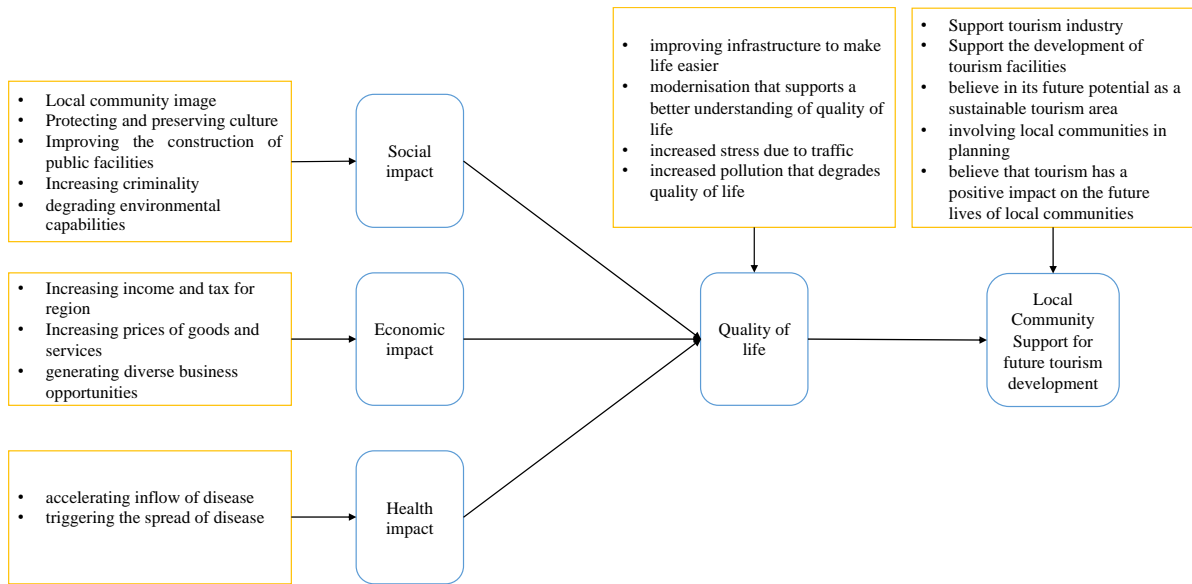 • Local community image
• Protecting and preserving culture
• Improving the construction of
public facilities
• Increasing criminality
• degrading environmental
capabilities
Social
impact
• improving infrastructure to make
life easier
• modernisation that supports a
better understanding of quality of
life
• increased stress due to traffic
• increased pollution that degrades
quality of life
• Support tourism industry
• Support the development of
tourism facilities
• believe in its future potential as a
sustainable tourism area
• involving local communities in
planning
• believe that tourism has a
positive impact on the future
lives of local communities
• Increasing income and tax for
region
• Increasing prices of goods and
services
• generating diverse business
opportunities
Economic
impact
Quality of
life
Local
Community
Support for
future tourism
development
• accelerating inflow of disease
• triggering the spread of disease
Health
impact